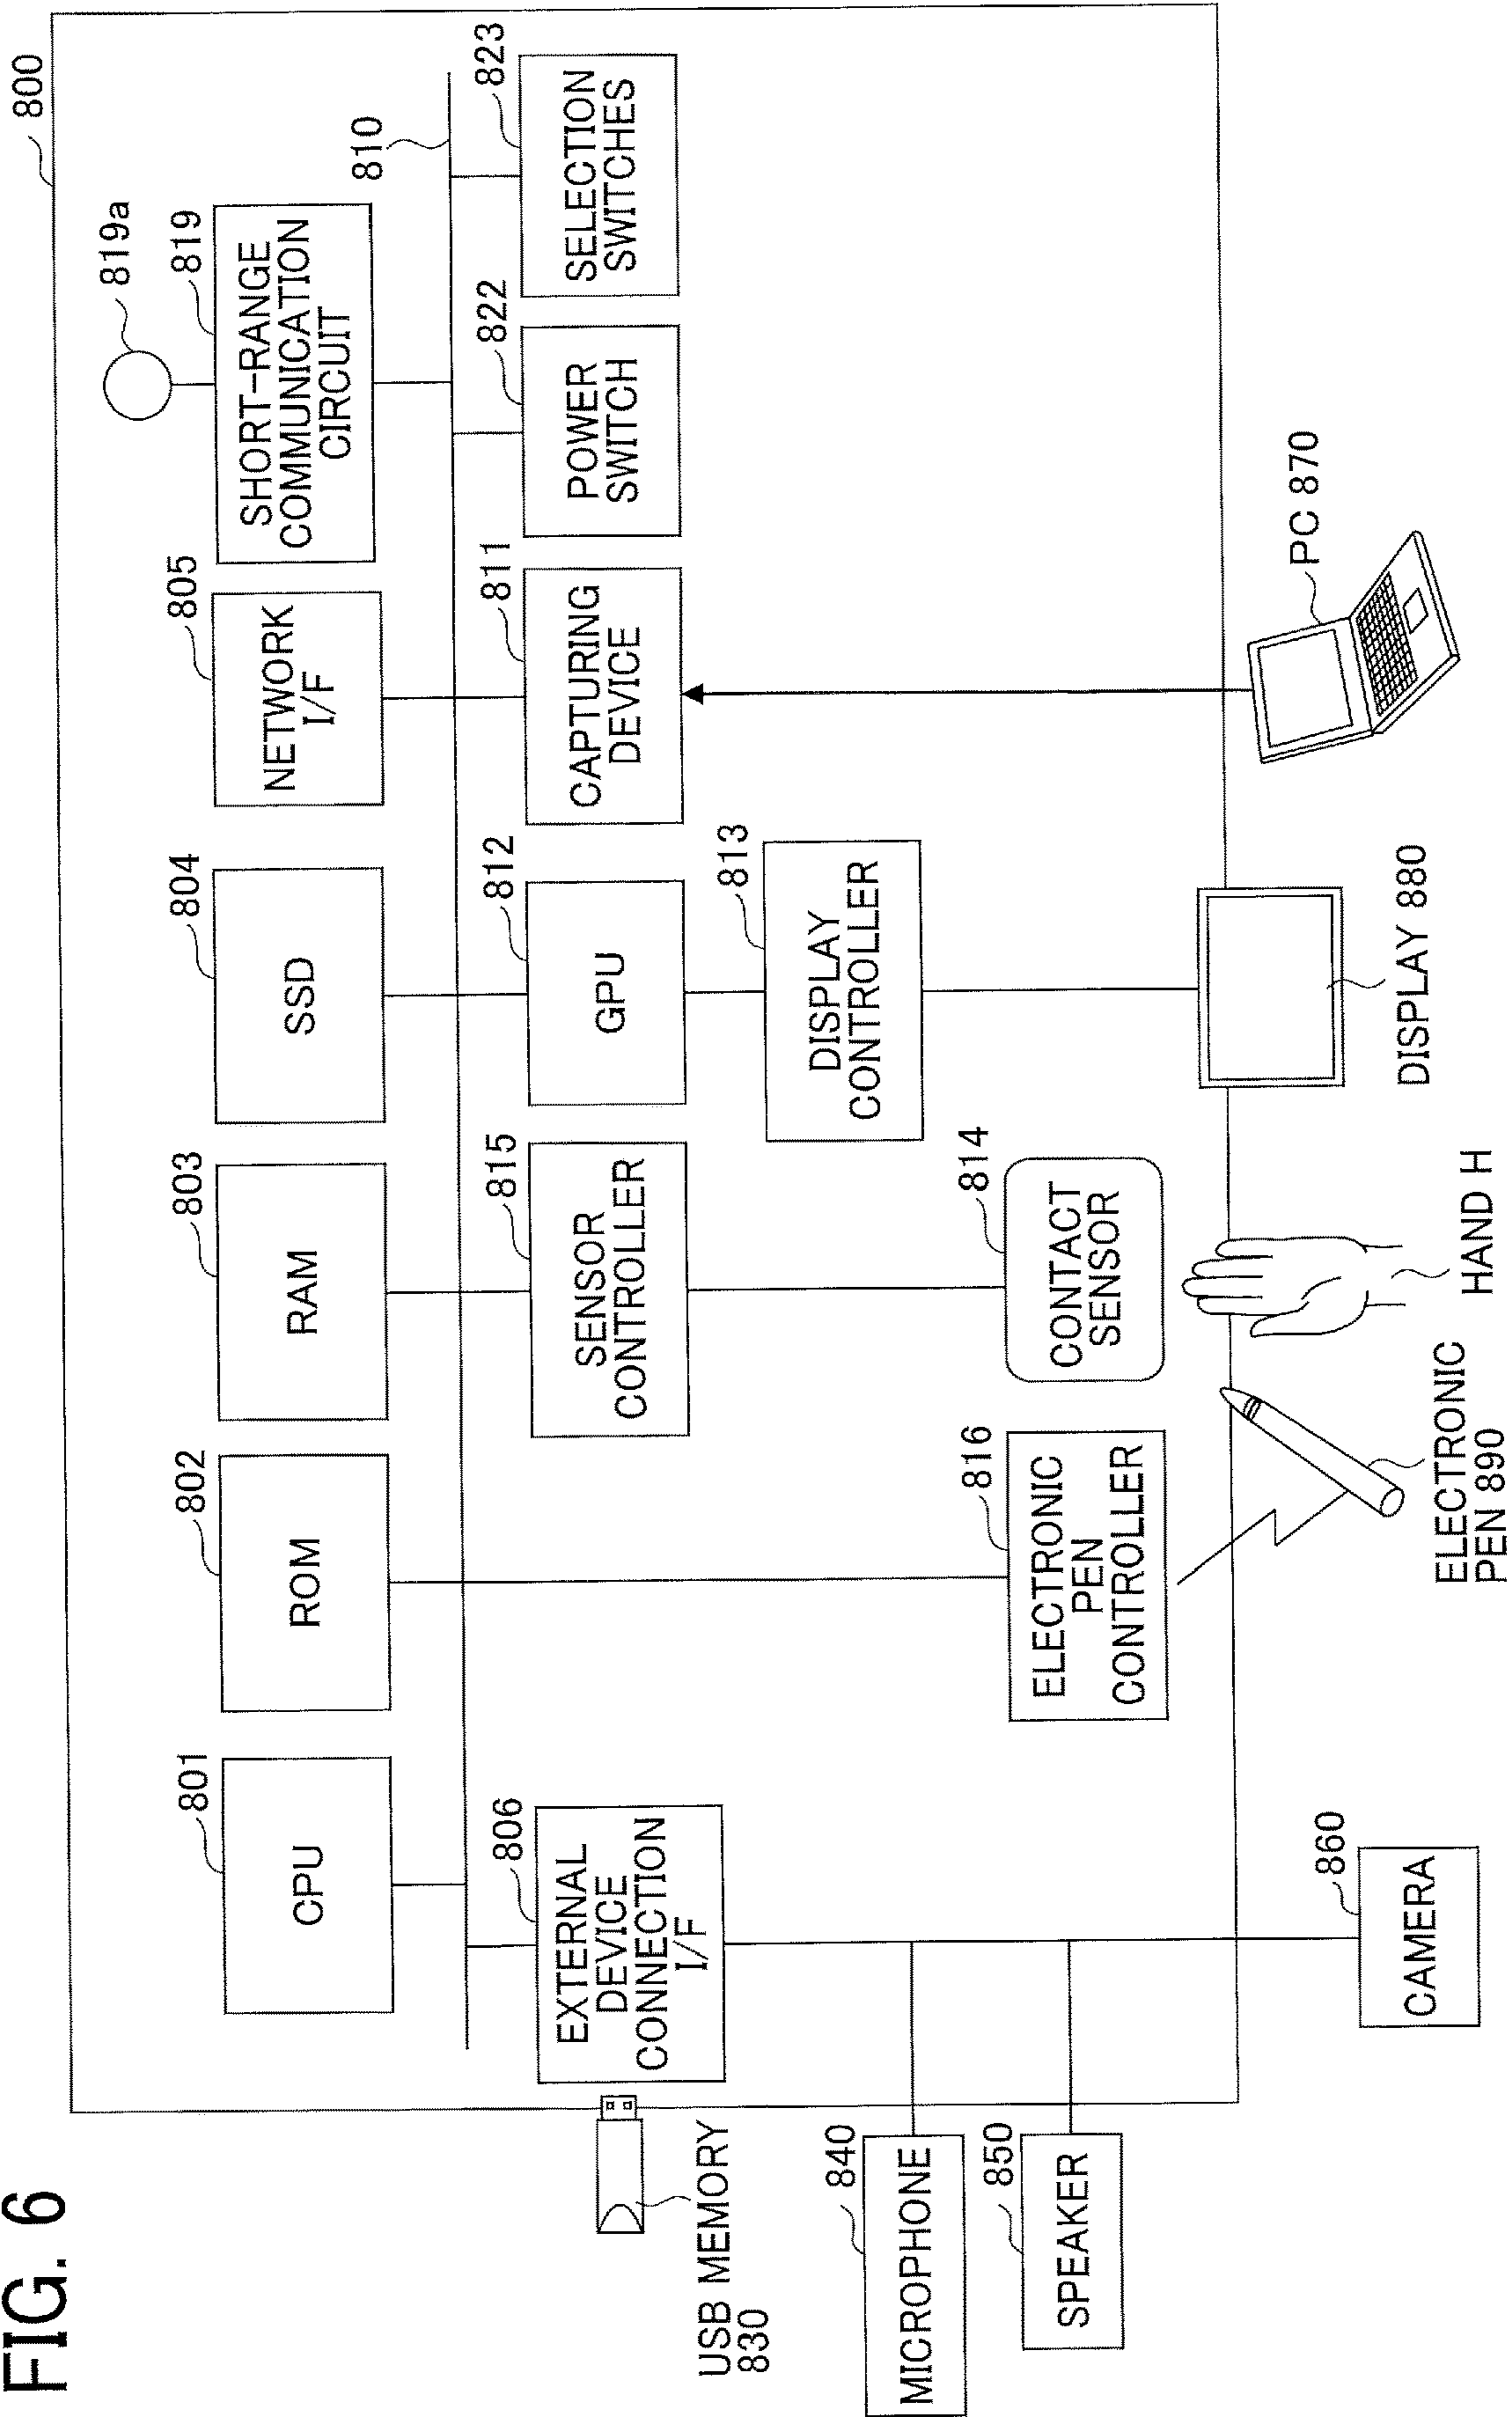 FIG. 6
800
801
CPU
802
ROM
803
RAM
804
SSD
805
NETWORK
I/F
819a
819
SHORT-RANGE
COMMUNICATION
CIRCUIT
810
806
EXTERNAL
DEVICE
CONNECTION
I/F
815
SENSOR
CONTROLLER
812
GPU
811
CAPTURING
DEVICE
822
POWER
SWITCH
823
SELECTION
SWITCHES
USB MEMORY
830
813
DISPLAY
CONTROLLER
840
MICROPHONE
850
SPEAKER
816
ELECTRONIC
PEN
CONTROLLER
814
CONTACT
SENSOR
860
CAMERA
ELECTRONIC
PEN 890
HAND H
DISPLAY 880
PC 870